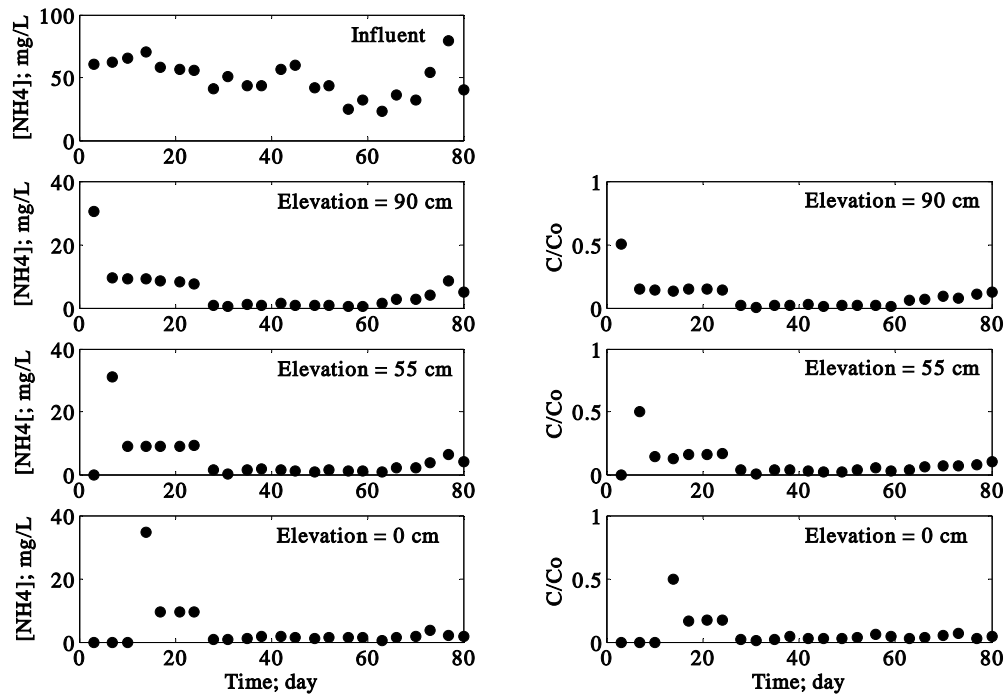 [NH4]; mg/L
Influent
100
50
0
0 20 40 60 80
[NH4]; mg/L
Elevation = 90 cm
40
20
0
0 20 40 60 80
C/Co
Elevation = 90 cm
1
0.5
0
0 20 40 60 80
[NH4[; mg/L
Elevation = 55 cm
40
20
0
0 20 40 60 80
C/Co
Elevation = 55 cm
1
0.5
0
0 20 40 60 80
[NH4]; mg/L
Elevation = 0 cm
40
20
0
0 20 40 60 80
Time; day
C/Co
Elevation = 0 cm
1
0.5
0
0 20 40 60 80
Time; day